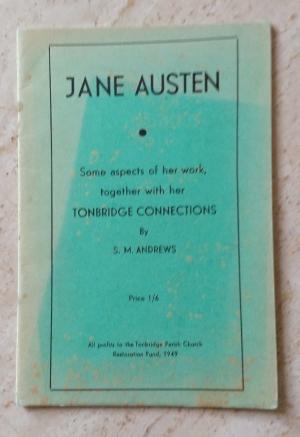 JANE AUSTEN
Some aspects of her work,
together with her
TONBRIDGE CONNECTIONS
By
S. M. ANDREWS
Price 1/6
All profits to the Tonbridge Parish Church
Restoration Fund, 1949